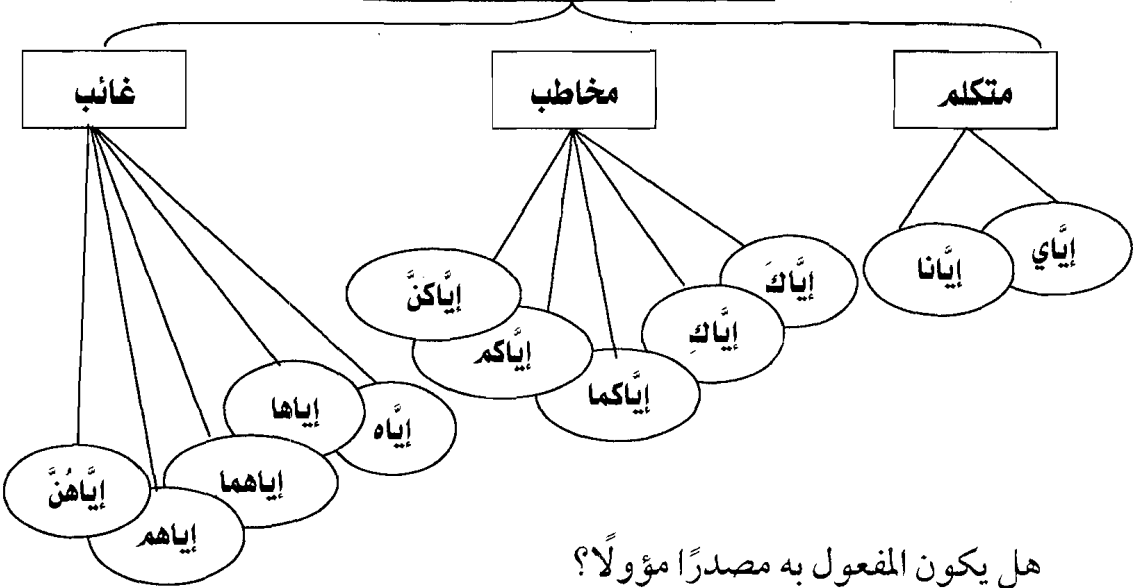 متكلم
مخاطب
غائب
إيَّاي
إيَّانا
إيَّاكَ
إيَّاكِ
إيَّاكما
إيَّاكم
إيَّاكنَّ
إيَّاه
إياها
إياهما
إياهم
إيَّاهُنَّ
هل يكون المفعول به مصدرًا مؤولًا؟